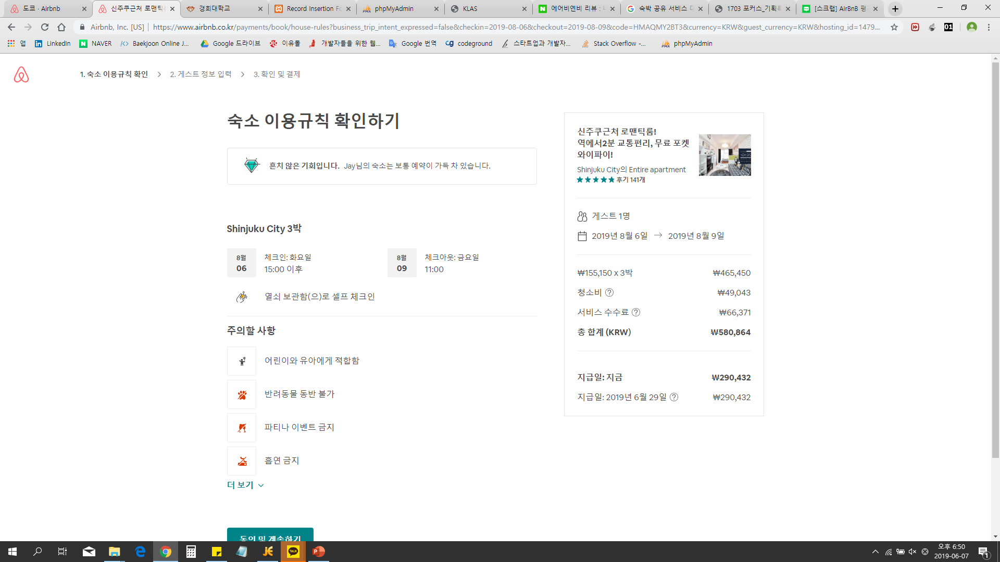 도쿄 · Airbnb
신주쿠근처 로맨틱룸
경희대학교
Record Insertion Fo
phpMyAdmin
KLAS
에어비엔비 리뷰 : 네
숙박 공유 서비스 대
1703 포커스_기획특
[스크랩] AirBnB 평가
Airbnb, Inc. [US]
https://www.airbnb.co.kr/payments/book/house-rules?business_trip_intent_expressed=false&checkin=2019-08-06&checkout=2019-08-09&code=HMAQMY2BT3&currency=KRW&guest_currency=KRW&hosting_id=1479...
01
앱
LinkedIn
NAVER
Baekjoon Online J...
Google 드라이브
이유몰
개발자들을 위한 웹...
Google 번역
codeground
스타트업과 개발자...
Stack Overflow -...
phpMyAdmin
1. 숙소 이용규칙 확인
2. 게스트 정보 입력
3. 확인 및 결제
숙소 이용규칙 확인하기
흔치 않은 기회입니다. Jay님의 숙소는 보통 예약이 가득 차 있습니다.
Shinjuku City 3박
8월
06
체크인: 화요일
15:00 이후
8월
09
체크아웃: 금요일
11:00
열쇠 보관함(으)로 셀프 체크인
주의할 사항
어린이와 유아에게 적합함
반려동물 동반 불가
파티나 이벤트 금지
흡연 금지
더 보기
동의 및 계속하기
신주쿠근처 로맨틱룸!
역에서2분 교통편리, 무료 포켓
와이파이!
Shinjuku City의 Entire apartment
후기 141개
게스트 1명
2019년 8월 6일 → 2019년 8월 9일
₩155,150 x 3박 ₩465,450
청소비 ₩49,043
서비스 수수료 ₩66,371
총 합계 (KRW) ₩580,864
지급일: 지금 ₩290,432
지급일: 2019년 6월 29일 ₩290,432
TALK
오후 6:50
2019-06-07
1